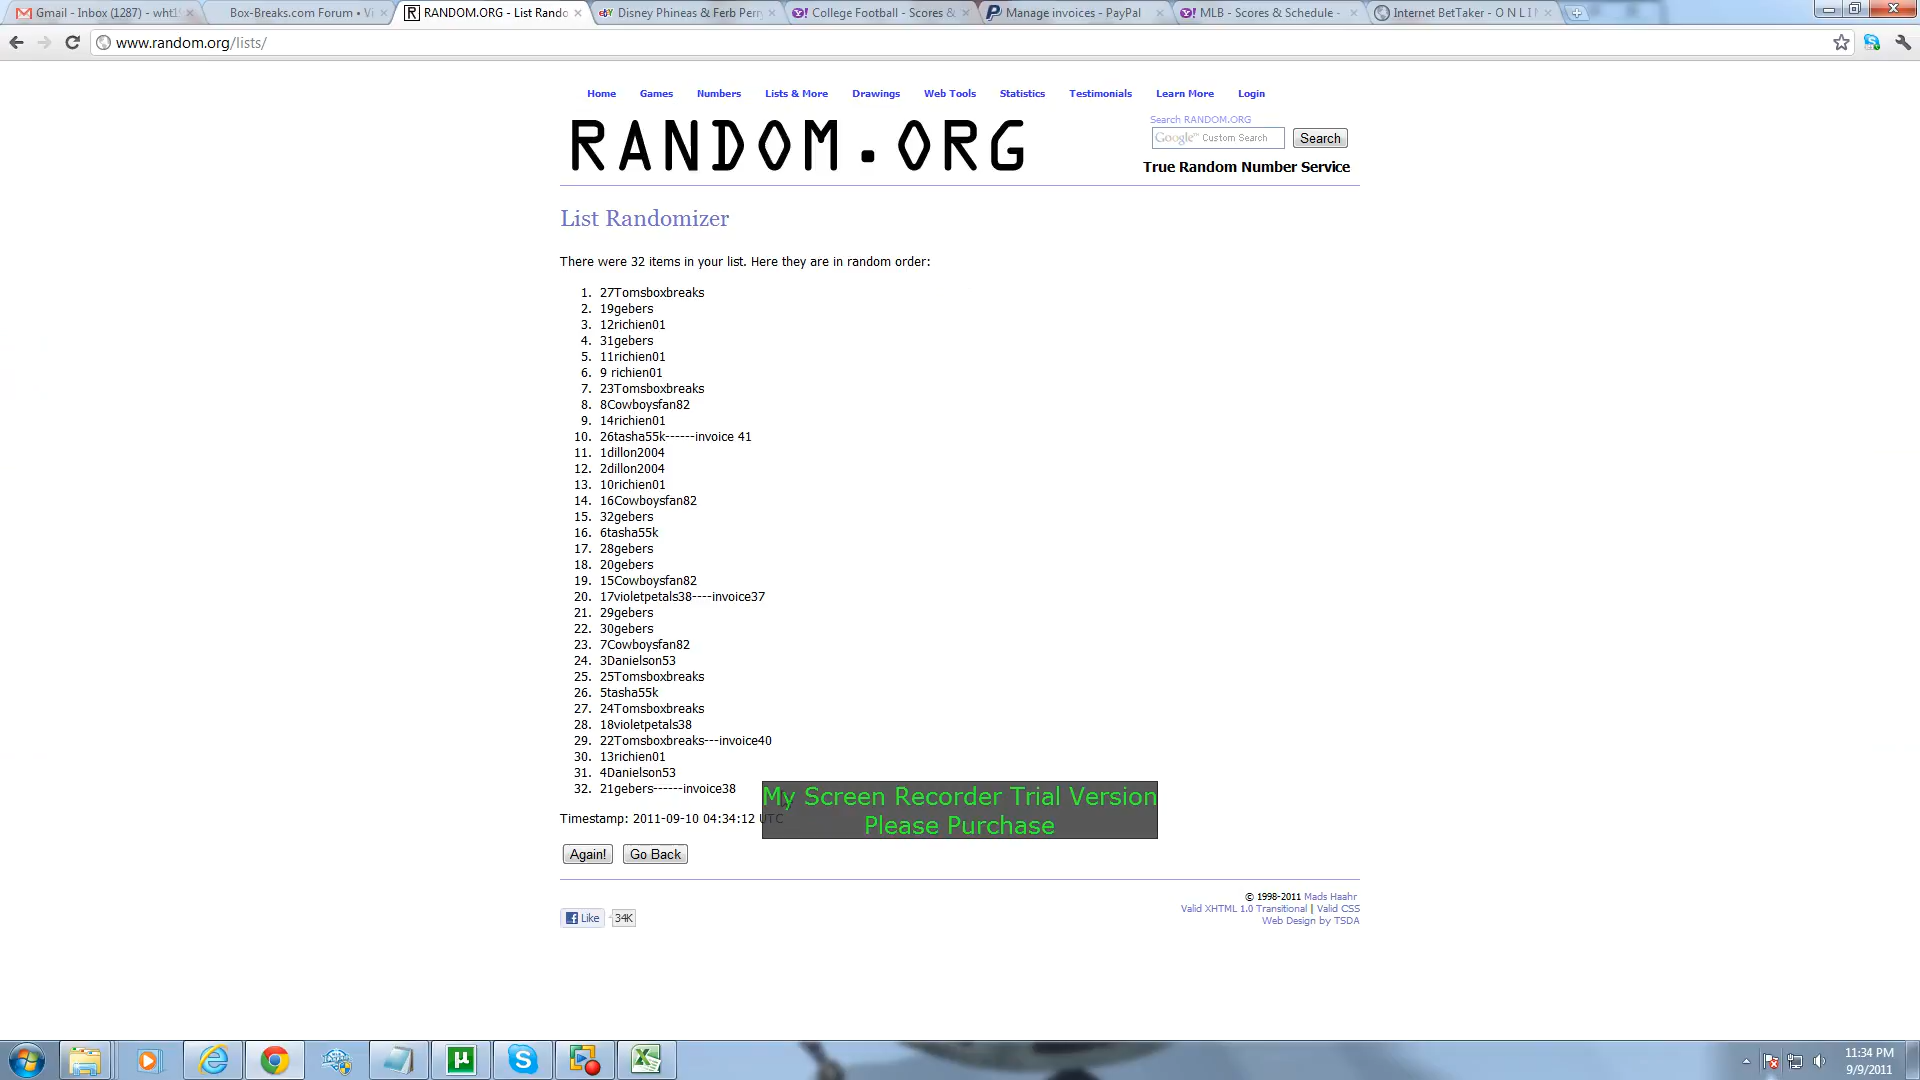 Gmail - Inbox (1287) - wht1
Box-Breaks.com Forum • Vi
RANDOM.ORG - List Rando
Disney Phineas & Ferb Perry
College Football - Scores &
Manage invoices - PayPal
MLB - Scores & Schedule -
Internet BetTaker - O N L I N
www.random.org/lists/
Home Games Numbers Lists & More Drawings Web Tools Statistics Testimonials Learn More Login
RANDOM.ORG
Search RANDOM.ORG
Google™ Custom Search Search
True Random Number Service
List Randomizer
There were 32 items in your list. Here they are in random order:
1. 27Tomsboxbreaks
2. 19gebers
3. 12richien01
4. 31gebers
5. 11richien01
6. 9 richien01
7. 23Tomsboxbreaks
8. 8Cowboysfan82
9. 14richien01
10. 26tasha55k------invoice 41
11. 1dillon2004
12. 2dillon2004
13. 10richien01
14. 16Cowboysfan82
15. 32gebers
16. 6tasha55k
17. 28gebers
18. 20gebers
19. 15Cowboysfan82
20. 17violetpetals38----invoice37
21. 29gebers
22. 30gebers
23. 7Cowboysfan82
24. 3Danielson53
25. 25Tomsboxbreaks
26. 5tasha55k
27. 24Tomsboxbreaks
28. 18violetpetals38
29. 22Tomsboxbreaks---invoice40
30. 13richien01
31. 4Danielson53
32. 21gebers------invoice38
My Screen Recorder Trial Version
Please Purchase
Timestamp: 2011-09-10 04:34:12 UTC
Again! Go Back
© 1998-2011 Mads Haahr
Valid XHTML 1.0 Transitional | Valid CSS
Web Design by TSDA
Like 34K
11:34 PM
9/9/2011